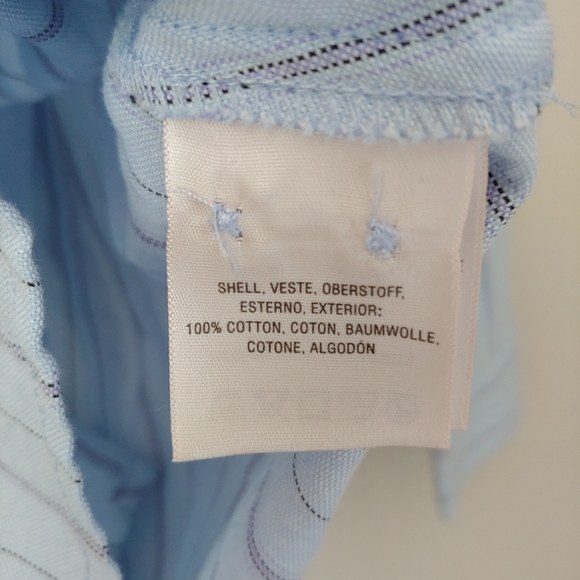 SHELL, VESTE, OBERSTOFF,
ESTERNO, EXTERIOR:
100% COTTON, COTON, BAUMWOLLE,
COTONE, ALGODÓN